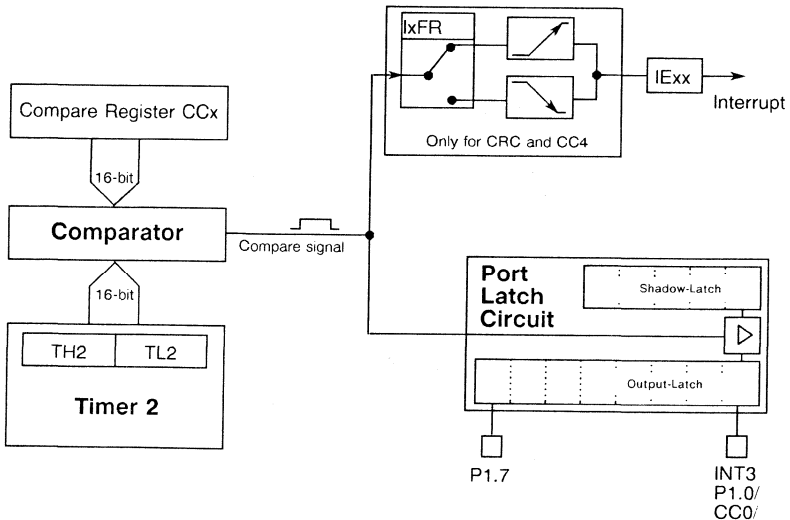 IxFR
IExx
Interrupt
Only for CRC and CC4
Compare Register CCx
16-bit
Comparator
Compare signal
16-bit
TH2
TL2
Timer 2
Port
Latch
Circuit
Shadow-Latch
Output-Latch
P1.7
INT3
P1.0/
CC0/